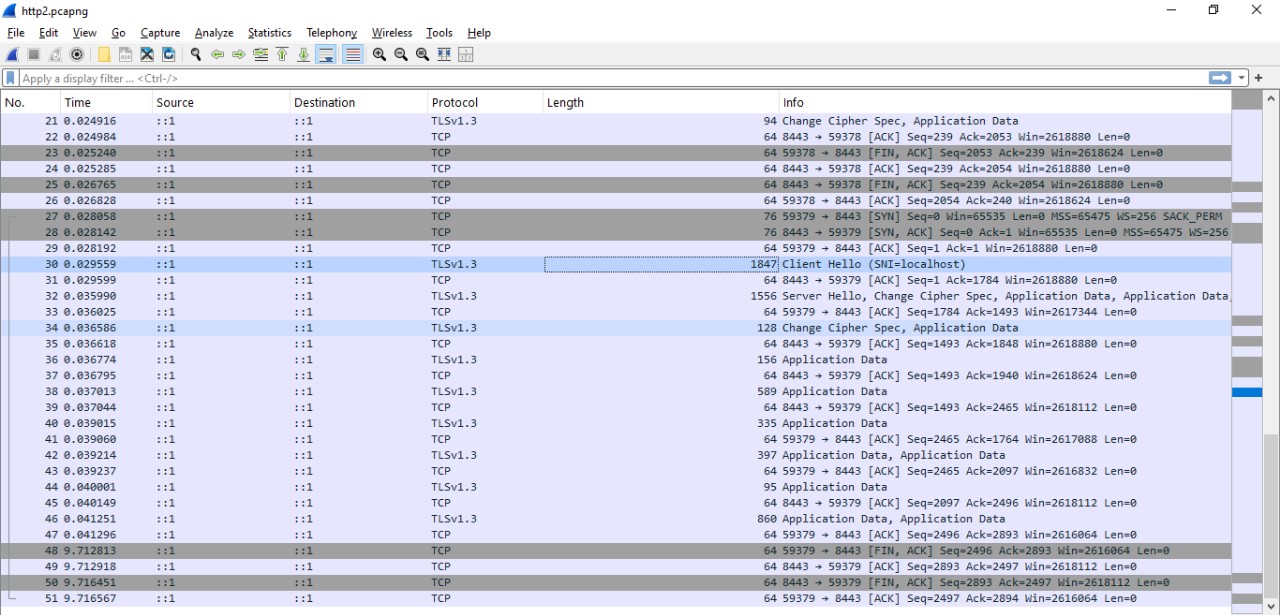 http2.pcapng
File Edit View Go Capture Analyze Statistics Telephony Wireless Tools Help
Apply a display filter ... <Ctrl-/>
No. Time Source Destination Protocol Length Info
21 0.024916 ::1 ::1 TLSv1.3 94 Change Cipher Spec, Application Data
22 0.024984 ::1 ::1 TCP 64 8443 → 59378 [ACK] Seq=239 Ack=2053 Win=2618880 Len=0
23 0.025240 ::1 ::1 TCP 64 59378 → 8443 [FIN, ACK] Seq=2053 Ack=239 Win=2618624 Len=0
24 0.025285 ::1 ::1 TCP 64 8443 → 59378 [ACK] Seq=239 Ack=2054 Win=2618880 Len=0
25 0.026765 ::1 ::1 TCP 64 8443 → 59378 [FIN, ACK] Seq=239 Ack=2054 Win=2618880 Len=0
26 0.026828 ::1 ::1 TCP 64 59378 → 8443 [ACK] Seq=2054 Ack=240 Win=2618624 Len=0
27 0.028058 ::1 ::1 TCP 76 59379 → 8443 [SYN] Seq=0 Win=65535 Len=0 MSS=65475 WS=256 SACK_PERM
28 0.028142 ::1 ::1 TCP 76 8443 → 59379 [SYN, ACK] Seq=0 Ack=1 Win=65535 Len=0 MSS=65475 WS=256
29 0.028192 ::1 ::1 TCP 64 59379 → 8443 [ACK] Seq=1 Ack=1 Win=2618880 Len=0
30 0.029559 ::1 ::1 TLSv1.3 1847 Client Hello (SNI=localhost)
31 0.029599 ::1 ::1 TCP 64 8443 → 59379 [ACK] Seq=1 Ack=1784 Win=2618880 Len=0
32 0.035990 ::1 ::1 TLSv1.3 1556 Server Hello, Change Cipher Spec, Application Data, Application Data,
33 0.036025 ::1 ::1 TCP 64 59379 → 8443 [ACK] Seq=1784 Ack=1493 Win=2617344 Len=0
34 0.036586 ::1 ::1 TLSv1.3 128 Change Cipher Spec, Application Data
35 0.036618 ::1 ::1 TCP 64 8443 → 59379 [ACK] Seq=1493 Ack=1848 Win=2618880 Len=0
36 0.036774 ::1 ::1 TLSv1.3 156 Application Data
37 0.036795 ::1 ::1 TCP 64 8443 → 59379 [ACK] Seq=1493 Ack=1940 Win=2618624 Len=0
38 0.037013 ::1 ::1 TLSv1.3 589 Application Data
39 0.037044 ::1 ::1 TCP 64 8443 → 59379 [ACK] Seq=1493 Ack=2465 Win=2618112 Len=0
40 0.039015 ::1 ::1 TLSv1.3 335 Application Data
41 0.039060 ::1 ::1 TCP 64 59379 → 8443 [ACK] Seq=2465 Ack=1764 Win=2617088 Len=0
42 0.039214 ::1 ::1 TLSv1.3 397 Application Data, Application Data
43 0.039237 ::1 ::1 TCP 64 59379 → 8443 [ACK] Seq=2465 Ack=2097 Win=2616832 Len=0
44 0.040001 ::1 ::1 TLSv1.3 95 Application Data
45 0.040149 ::1 ::1 TCP 64 8443 → 59379 [ACK] Seq=2097 Ack=2496 Win=2618112 Len=0
46 0.041251 ::1 ::1 TLSv1.3 860 Application Data, Application Data
47 0.041296 ::1 ::1 TCP 64 59379 → 8443 [ACK] Seq=2496 Ack=2893 Win=2616064 Len=0
48 9.712813 ::1 ::1 TCP 64 59379 → 8443 [FIN, ACK] Seq=2496 Ack=2893 Win=2616064 Len=0
49 9.712918 ::1 ::1 TCP 64 8443 → 59379 [ACK] Seq=2893 Ack=2497 Win=2618112 Len=0
50 9.716451 ::1 ::1 TCP 64 8443 → 59379 [FIN, ACK] Seq=2893 Ack=2497 Win=2618112 Len=0
51 9.716567 ::1 ::1 TCP 64 59379 → 8443 [ACK] Seq=2497 Ack=2894 Win=2616064 Len=0